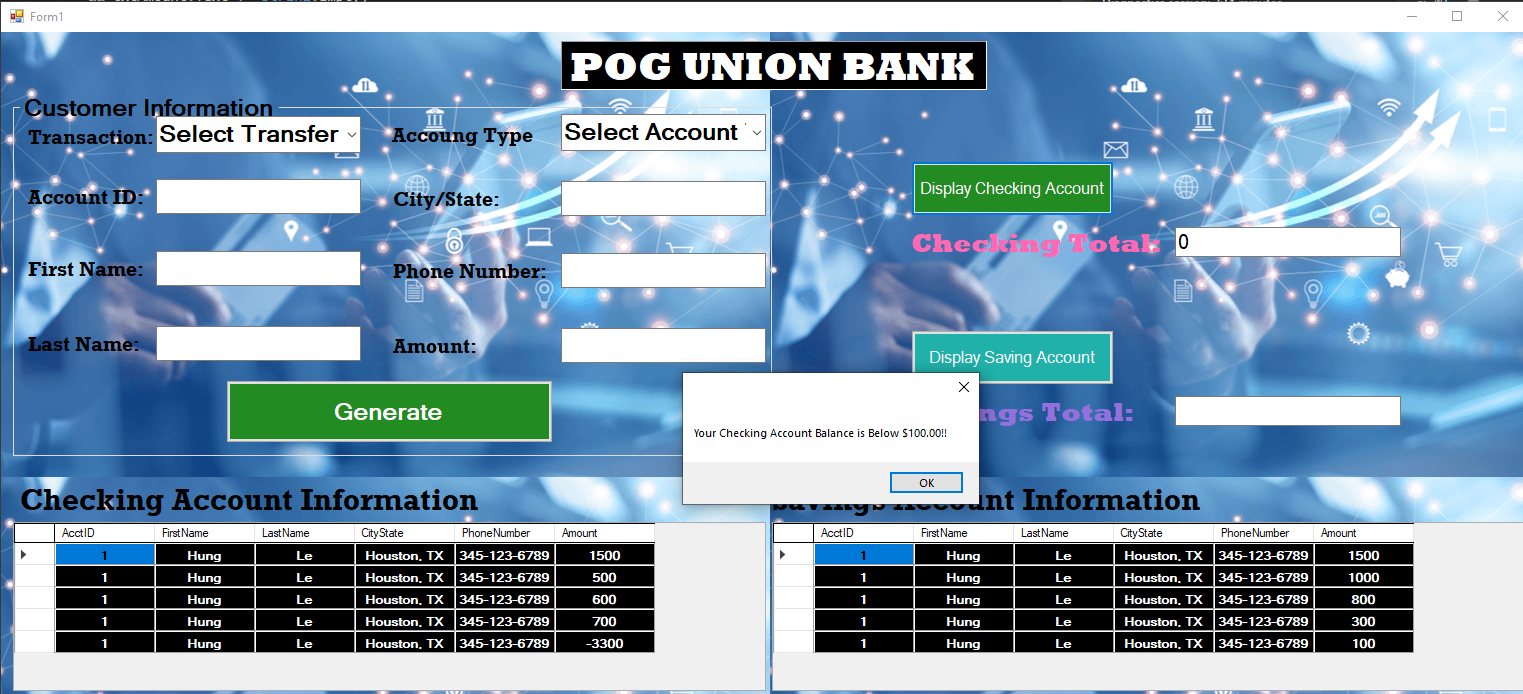 Form1
POG UNION BANK
Customer Information
Transaction: Select Transfer Accoung Type Select Account
Display Checking Account
Account ID: City/State:
Checking Total: 0
First Name: Phone Number:
Last Name: Amount:
Display Saving Account
Generate
ngs Total:
Your Checking Account Balance is Below $100.00!!
OK
Checking Account Information
Savings Account Information
AcctID FirstName LastName CityState PhoneNumber Amount
1 Hung Le Houston, TX 345-123-6789 1500
1 Hung Le Houston, TX 345-123-6789 500
1 Hung Le Houston, TX 345-123-6789 600
1 Hung Le Houston, TX 345-123-6789 700
1 Hung Le Houston, TX 345-123-6789 -3300
AcctID FirstName LastName CityState PhoneNumber Amount
1 Hung Le Houston, TX 345-123-6789 1500
1 Hung Le Houston, TX 345-123-6789 1000
1 Hung Le Houston, TX 345-123-6789 800
1 Hung Le Houston, TX 345-123-6789 300
1 Hung Le Houston, TX 345-123-6789 100